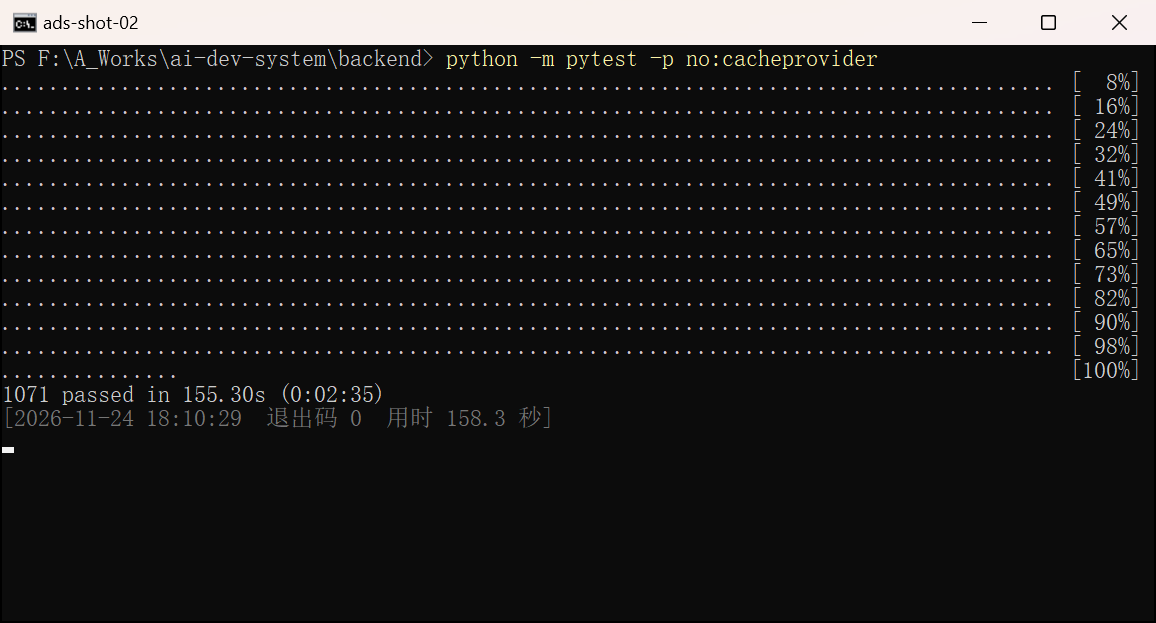 ads-shot-02
PS F:\A_Works\ai-dev-system\backend> python -m pytest -p no:cacheprovider
........................................................................................ [  8%]
........................................................................................ [ 16%]
........................................................................................ [ 24%]
........................................................................................ [ 32%]
........................................................................................ [ 41%]
........................................................................................ [ 49%]
........................................................................................ [ 57%]
........................................................................................ [ 65%]
........................................................................................ [ 73%]
........................................................................................ [ 82%]
........................................................................................ [ 90%]
........................................................................................ [ 98%]
...............                                                                          [100%]
1071 passed in 155.30s (0:02:35)
[2026-11-24 18:10:29  退出码 0  用时 158.3 秒]